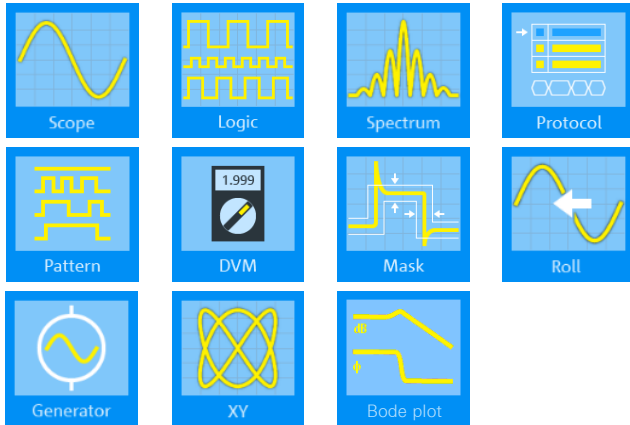 Scope
Logic
Spectrum
Protocol
Pattern
1.999
DVM
Mask
Roll
Generator
XY
dB
ϕ
Bode plot